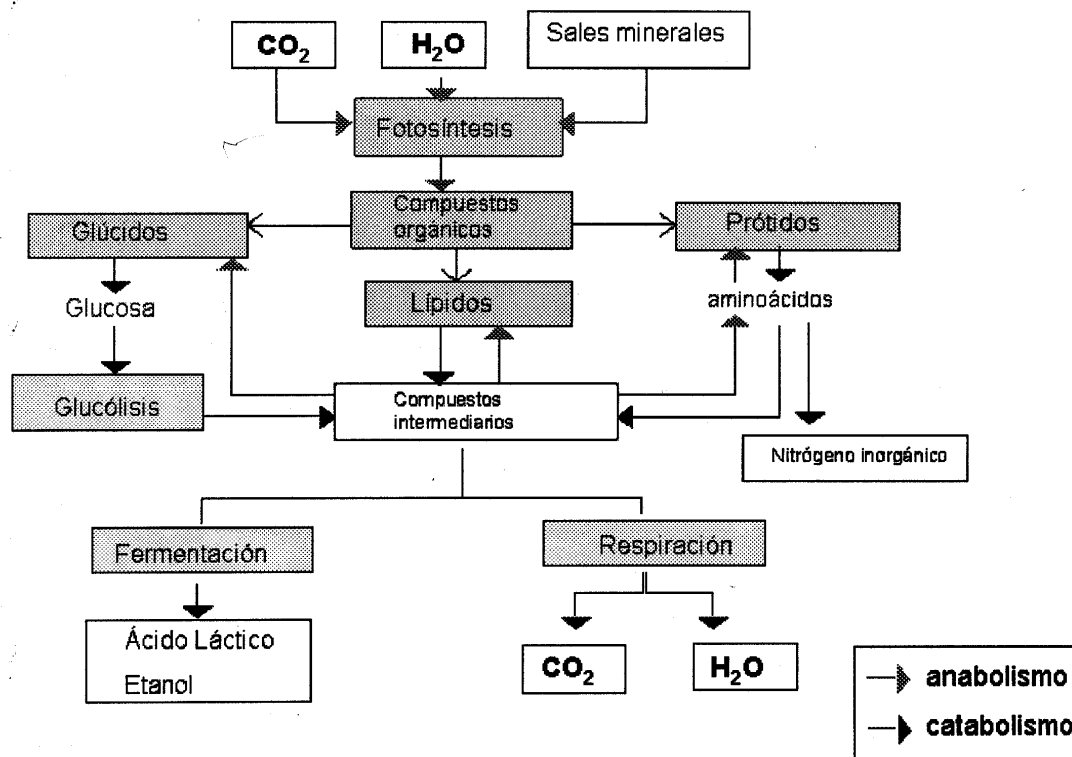 CO₂
H₂O
Sales minerales
Fotosíntesis
Compuestos
orgánicos
Glúcidos
Prótidos
Glucosa
Lípidos
aminoácidos
Glucólisis
Compuestos
intermediarios
Nitrógeno inorgánico
Fermentación
Respiración
Ácido Láctico
Etanol
CO₂
H₂O
anabolismo
catabolismo